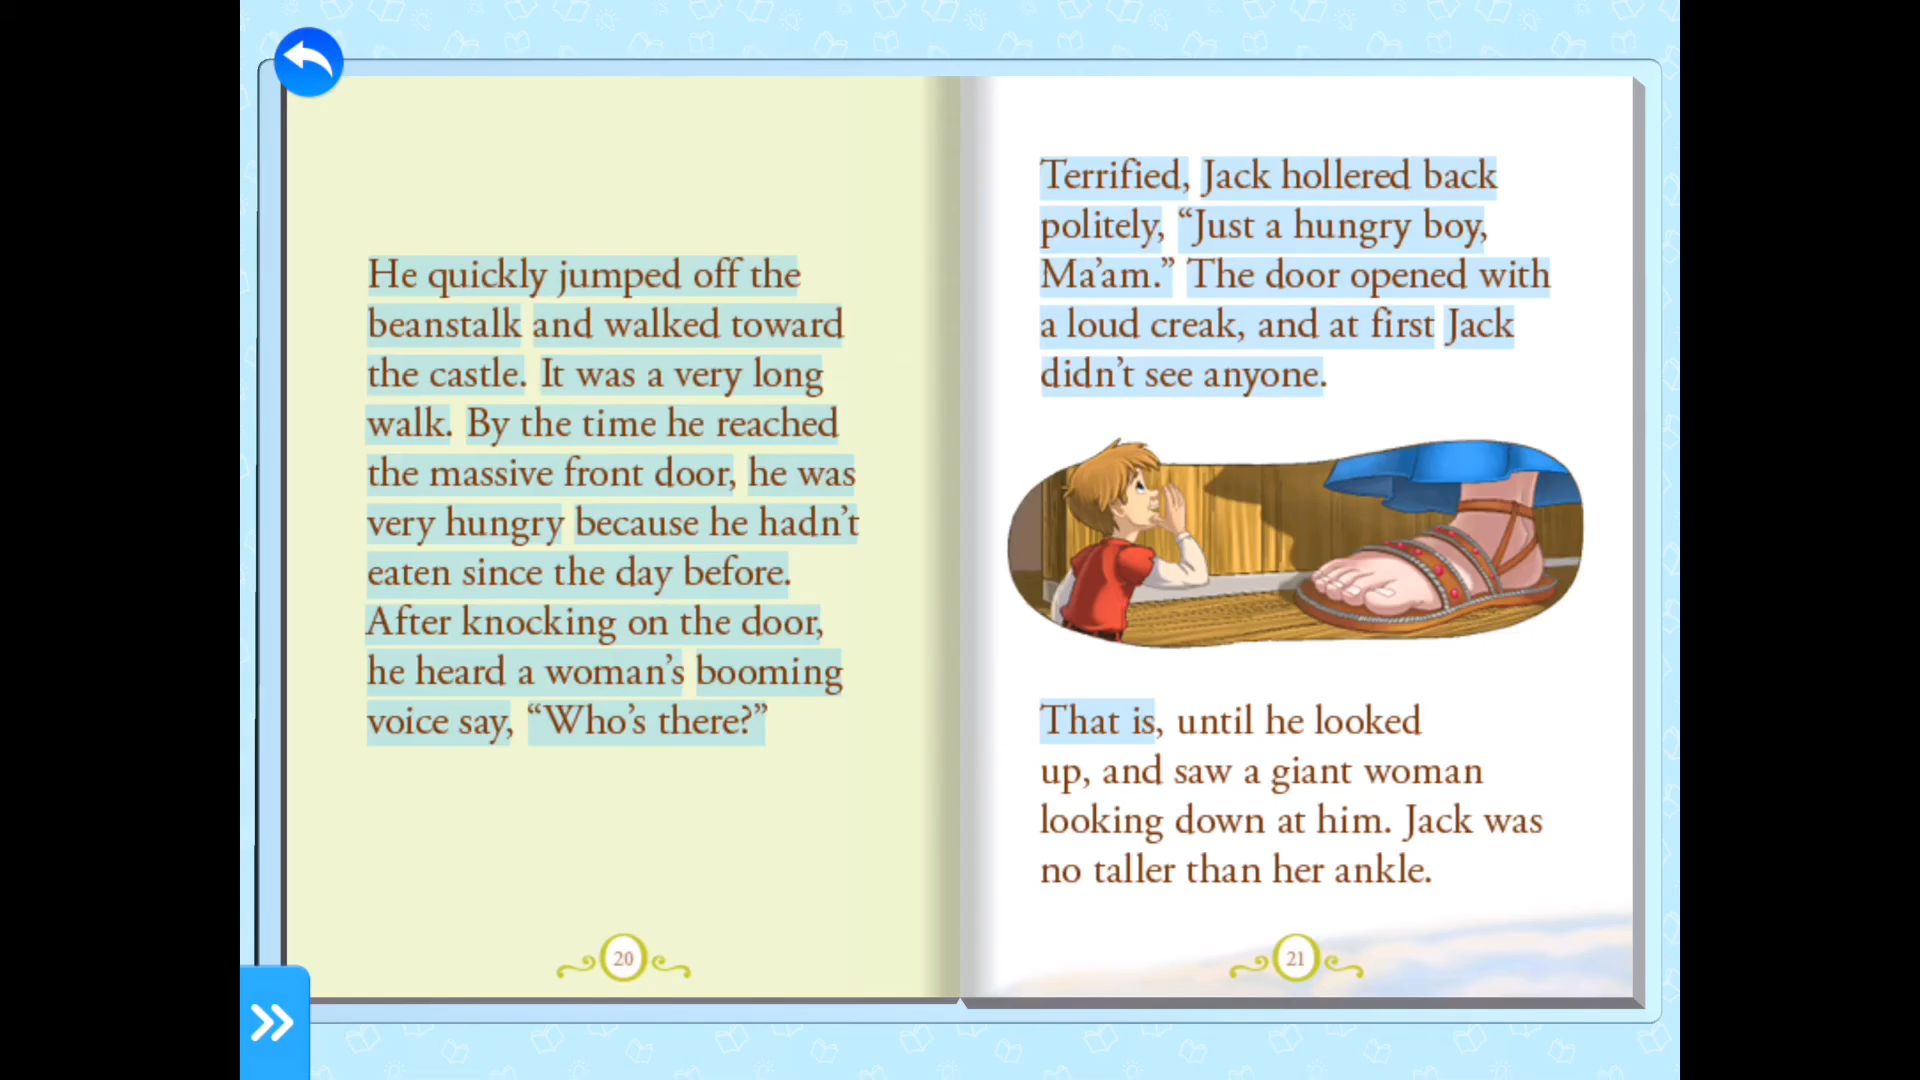 He quickly jumped off the
beanstalk and walked toward
the castle. It was a very long
walk. By the time he reached
the massive front door, he was
very hungry because he hadn’t
eaten since the day before.
After knocking on the door,
he heard a woman’s booming
voice say, “Who’s there?”
20
Terrified, Jack hollered back
politely, “Just a hungry boy,
Ma’am.” The door opened with
a loud creak, and at first Jack
didn’t see anyone.
That is, until he looked
up, and saw a giant woman
looking down at him. Jack was
no taller than her ankle.
21